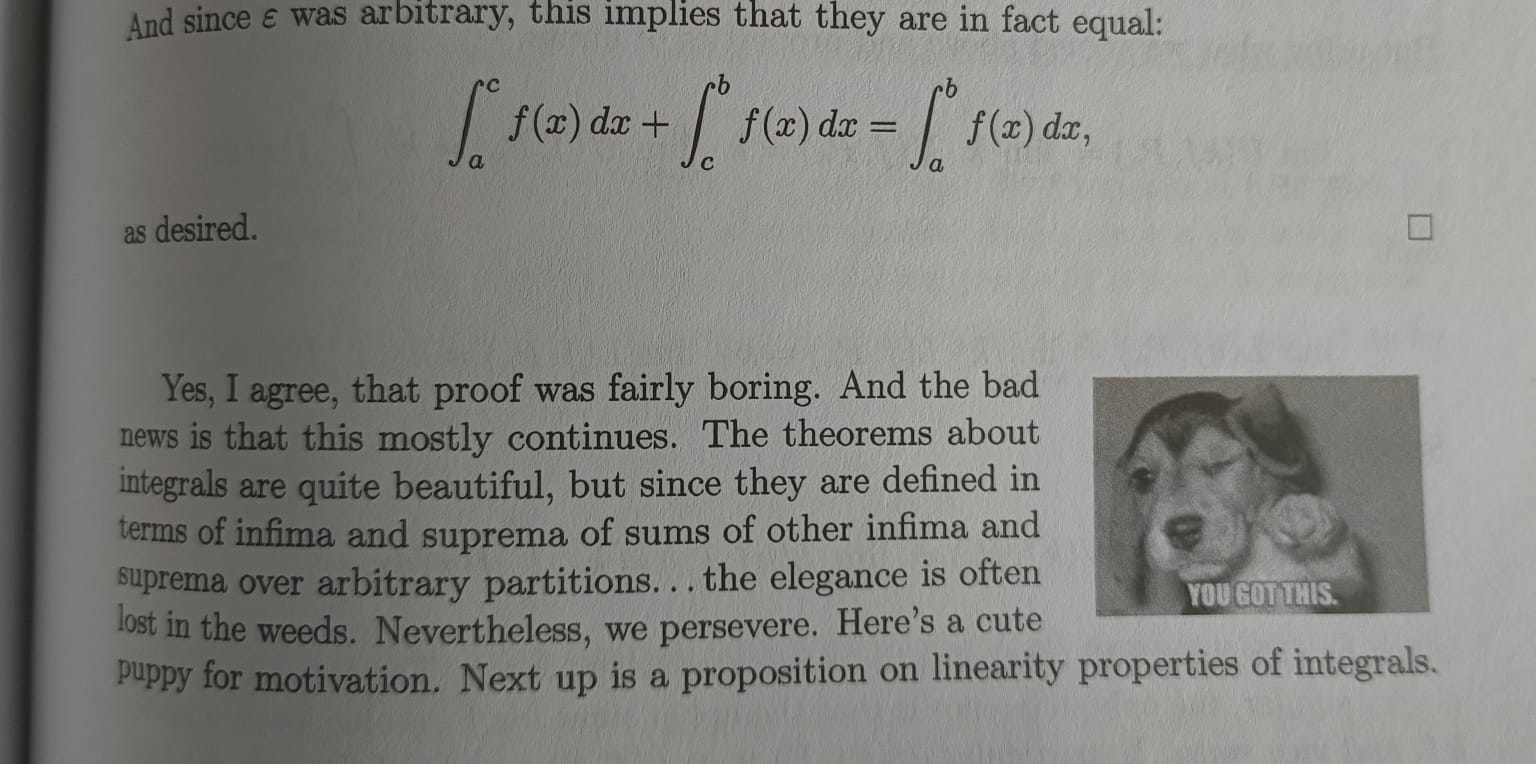 And since ε was arbitrary, this implies that they are in fact equal:
∫_a^c f(x) dx + ∫_c^b f(x) dx = ∫_a^b f(x) dx,
as desired. □
Yes, I agree, that proof was fairly boring. And the bad
news is that this mostly continues. The theorems about
integrals are quite beautiful, but since they are defined in
terms of infima and suprema of sums of other infima and
suprema over arbitrary partitions. . . the elegance is often
lost in the weeds. Nevertheless, we persevere. Here's a cute
puppy for motivation. Next up is a proposition on linearity properties of integrals.
YOU GOT THIS.